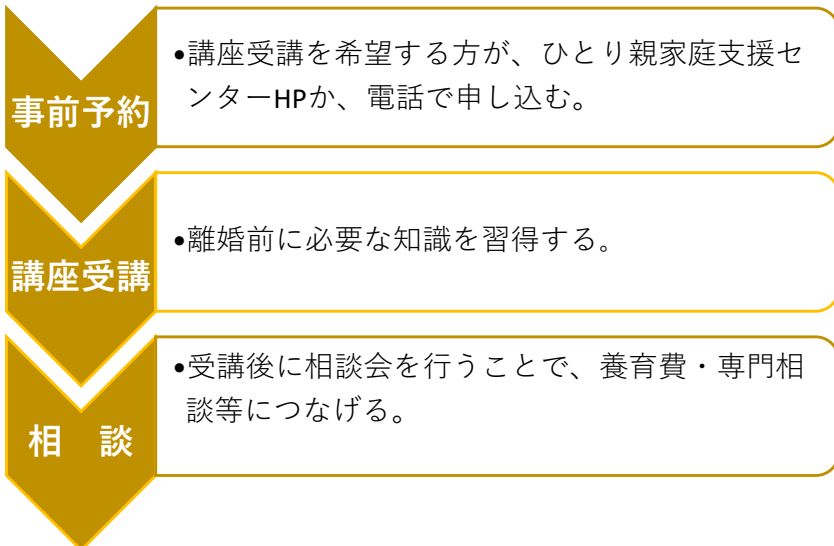 事前予約
•講座受講を希望する方が、ひとり親家庭支援セ
ンターHPか、電話で申し込む。
講座受講
•離婚前に必要な知識を習得する。
相　談
•受講後に相談会を行うことで、養育費・専門相
談等につなげる。